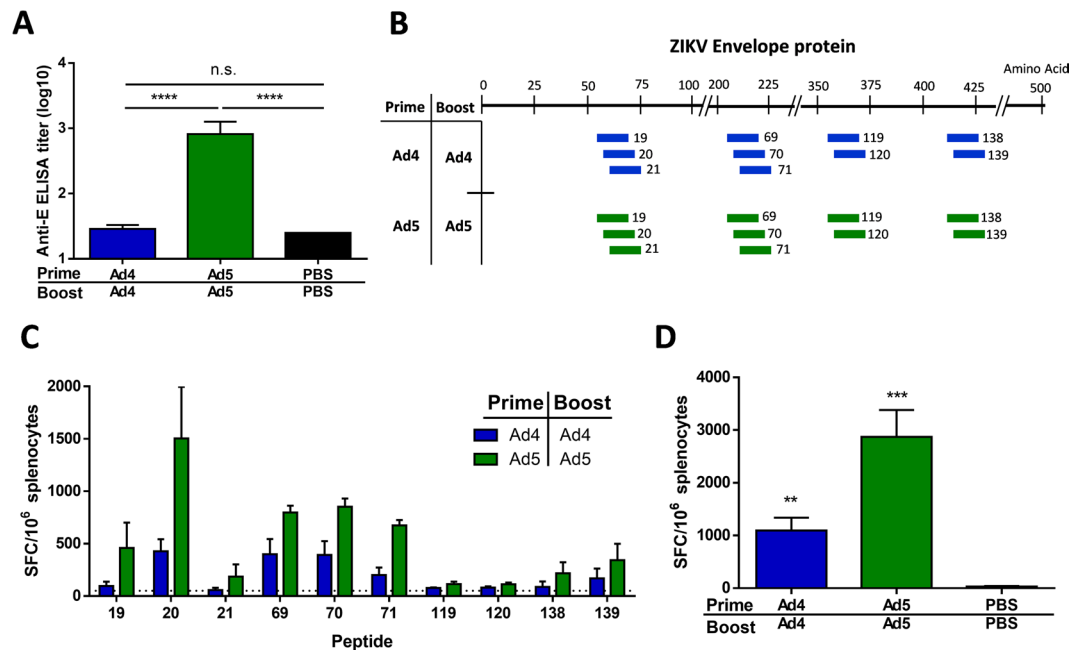 A
Anti-E ELISA titer (log10)
3
2
1
n.s.
**** ****
Prime Ad4 Ad5 PBS
Boost Ad4 Ad5 PBS
B
ZIKV Envelope protein
Amino Acid
0 25 50 75 100 200 225 350 375 400 425 500
Prime Boost
Ad4 Ad4
19 69 119 138
20 70 120 139
21 71
Ad5 Ad5
19 69 119 138
20 70 120 139
21 71
C
SFC/10⁶ splenocytes
2000
1500
1000
500
0
Prime Boost
Ad4 Ad4
Ad5 Ad5
19 20 21 69 70 71 119 120 138 139
Peptide
D
SFC/10⁶ splenocytes
4000
3000
2000
1000
0
** ***
Prime Ad4 Ad5 PBS
Boost Ad4 Ad5 PBS